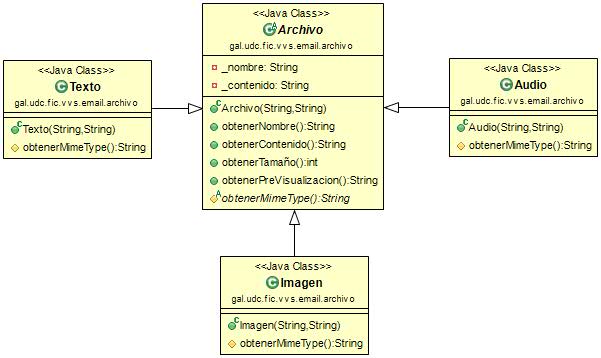 <<Java Class>>
Archivo
gal.udc.fic.vvs.email.archivo
_nombre: String
_contenido: String
Archivo(String,String)
obtenerNombre():String
obtenerContenido():String
obtenerTamaño():int
obtenerPreVisualizacion():String
obtenerMimeType():String
<<Java Class>>
Texto
gal.udc.fic.vvs.email.archivo
Texto(String,String)
obtenerMimeType():String
<<Java Class>>
Audio
gal.udc.fic.vvs.email.archivo
Audio(String,String)
obtenerMimeType():String
<<Java Class>>
Imagen
gal.udc.fic.vvs.email.archivo
Imagen(String,String)
obtenerMimeType():String